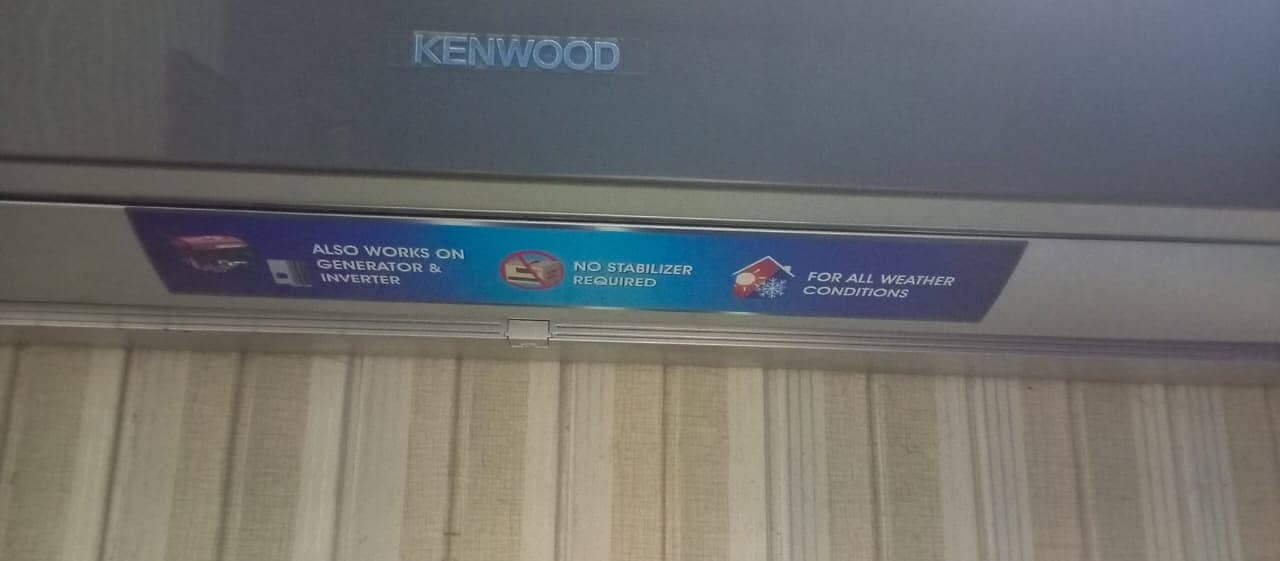 KENWOOD
ALSO WORKS ON
GENERATOR &
INVERTER
NO STABILIZER
REQUIRED
FOR ALL WEATHER
CONDITIONS